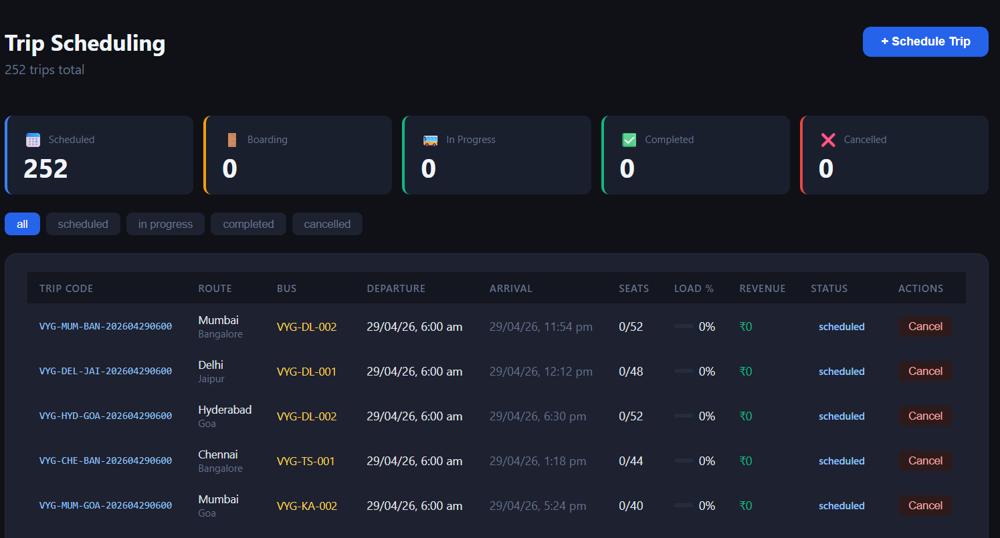 Trip Scheduling
252 trips total
+ Schedule Trip
Scheduled
252
Boarding
0
In Progress
0
Completed
0
Cancelled
0
all scheduled in progress completed cancelled
TRIP CODE ROUTE BUS DEPARTURE ARRIVAL SEATS LOAD % REVENUE STATUS ACTIONS
VYG-MUM-BAN-202604290600 Mumbai Bangalore VYG-DL-002 29/04/26, 6:00 am 29/04/26, 11:54 pm 0/52 0% ₹0 scheduled Cancel
VYG-DEL-JAI-202604290600 Delhi Jaipur VYG-DL-001 29/04/26, 6:00 am 29/04/26, 12:12 pm 0/48 0% ₹0 scheduled Cancel
VYG-HYD-GOA-202604290600 Hyderabad Goa VYG-DL-002 29/04/26, 6:00 am 29/04/26, 6:30 pm 0/52 0% ₹0 scheduled Cancel
VYG-CHE-BAN-202604290600 Chennai Bangalore VYG-TS-001 29/04/26, 6:00 am 29/04/26, 1:18 pm 0/44 0% ₹0 scheduled Cancel
VYG-MUM-GOA-202604290600 Mumbai Goa VYG-KA-002 29/04/26, 6:00 am 29/04/26, 5:24 pm 0/40 0% ₹0 scheduled Cancel